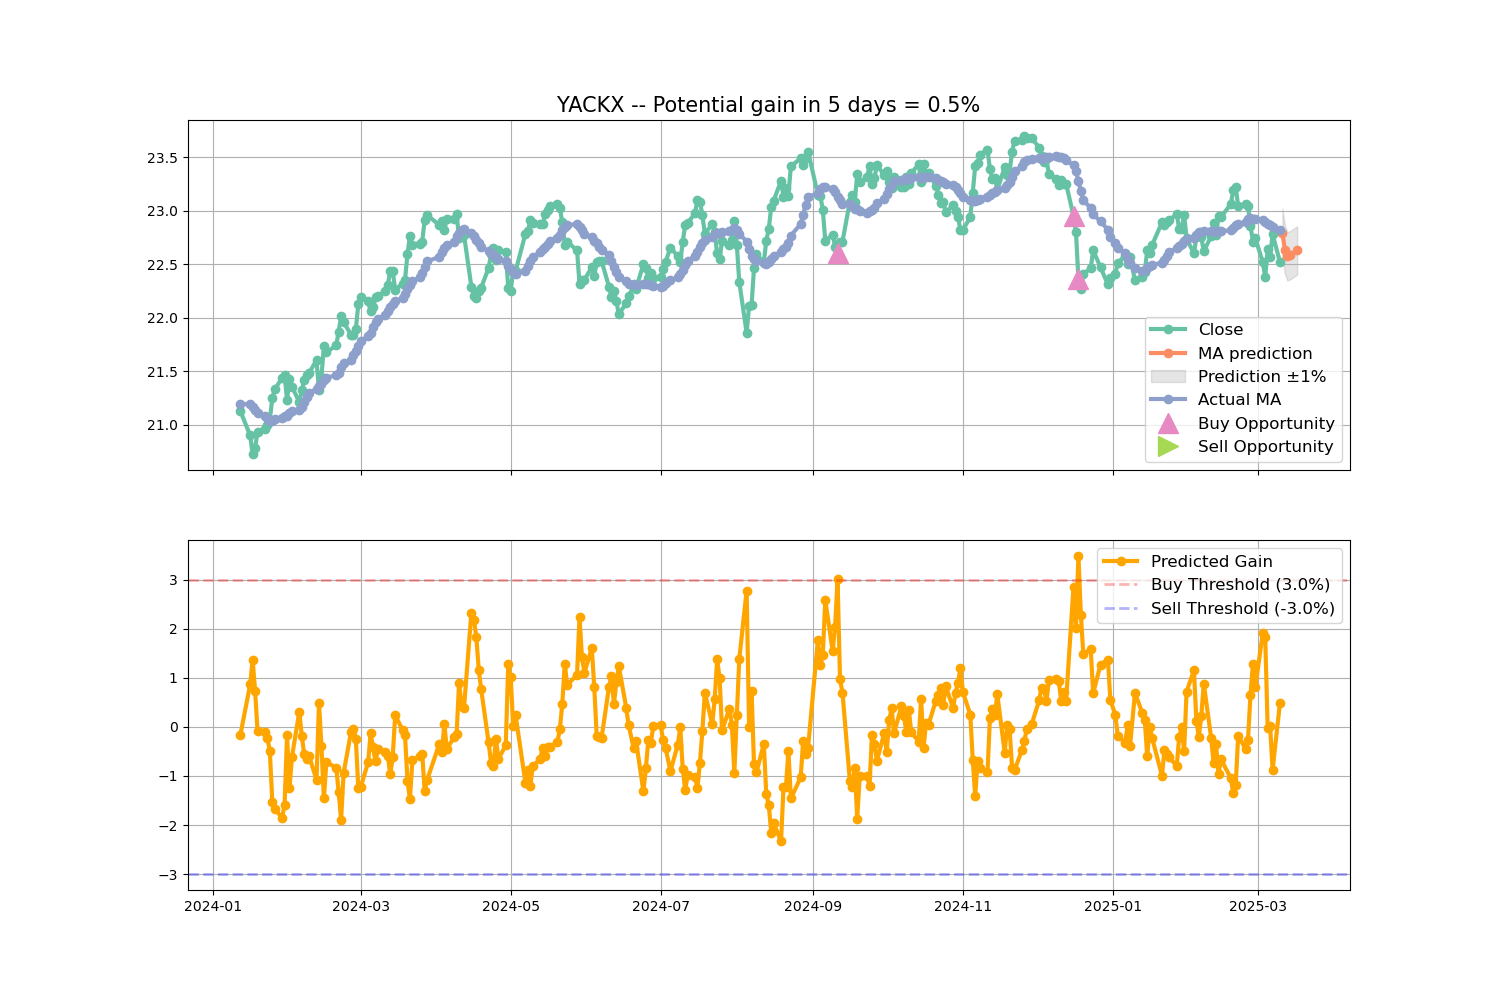 YACKX -- Potential gain in 5 days = 0.5%
23.5
23.0
22.5
22.0
21.5
21.0
Close
MA prediction
Prediction ±1%
Actual MA
Buy Opportunity
Sell Opportunity
3
2
1
0
−1
−2
−3
Predicted Gain
Buy Threshold (3.0%)
Sell Threshold (-3.0%)
2024-01 2024-03 2024-05 2024-07 2024-09 2024-11 2025-01 2025-03